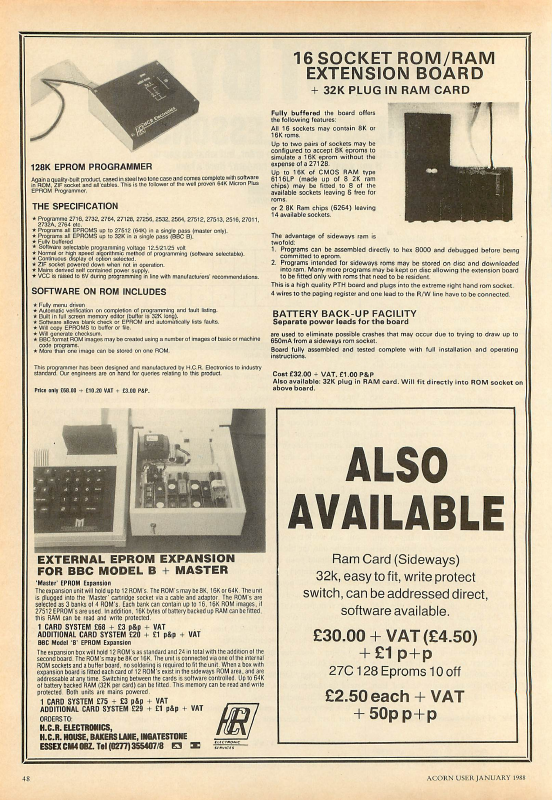 128K EPROM PROGRAMMER
Again a quality-built product, cased in steel two tone case and comes complete with software
in ROM, ZIF socket and all cables. This is the follower of the well proven 64K Micron Plus
EPROM Programmer.
THE SPECIFICATION
★ Programme 2716, 2732, 2764, 27128, 27256, 2532, 2564, 27512, 27513, 2516, 27011,
2732A, 2764 etc.
★ Programs all EPROMS up to 27512 (64K) in a single pass (master only).
★ Programs all EPROMS up to 32K in a single pass (BBC B).
★ Fully buffered
★ Software selectable programming voltage 12.5/21/25 volt
★ Normal or high speed algorithmic method of programming (software selectable).
★ Continuous display of option selected.
★ ZIF socket powered down when not in operation.
★ Mains derived self contained power supply.
★ VCC is raised to 6V during programming in line with manufacturers' recommendations.
SOFTWARE ON ROM INCLUDES
★ Fully menu driven
★ Automatic verification on completion of programming and fault listing.
★ Built in full screen memory editor (buffer is 32K long).
★ Software allows blank check or EPROM and automatically lists faults.
★ Will copy EPROMS to buffer or file.
★ Will generate checksum.
★ BBC format ROM images may be created using a number of images of basic or machine
code programs.
★ More than one image can be stored on one ROM.
This programmer has been designed and manufactured by H.C.R. Electronics to industry
standard. Our engineers are on hand for queries relating to this product.
Price only £68.00 + £10.20 VAT + £3.00 P&P.
16 SOCKET ROM/RAM
EXTENSION BOARD
+ 32K PLUG IN RAM CARD
Fully buffered the board offers
the following features:
All 16 sockets may contain 8K or
16K roms.
Up to two pairs of sockets may be
configured to accept 8K eproms to
simulate a 16K eprom without the
expense of a 27128.
Up to 16K of CMOS RAM type
6116LP (made up of 8 2K ram
chips) may be fitted to 8 of the
available sockets leaving 6 free for
roms.
or 2 8K Ram chips (6264) leaving
14 available sockets.
The advantage of sideways ram is
twofold:
1. Programs can be assembled directly to hex 8000 and debugged before being
committed to eprom.
2. Programs intended for sideways roms may be stored on disc and downloaded
into ram. Many more programs may be kept on disc allowing the extension board
to be fitted only with roms that need to be resident.
This is a high quality PTH board and plugs into the extreme right hand rom socket.
4 wires to the paging register and one lead to the R/W line have to be connected.
BATTERY BACK-UP FACILITY
Separate power leads for the board
are used to eliminate possible crashes that may occur due to trying to draw up to
650mA from a sideways rom socket.
Board fully assembled and tested complete with full installation and operating
instructions.
Cost £32.00 + VAT, £1.00 P&P
Also available: 32K plug in RAM card. Will fit directly into ROM socket on
above board.
EXTERNAL EPROM EXPANSION
FOR BBC MODEL B + MASTER
'Master' EPROM Expansion
The expansion unit will hold up to 12 ROM's. The ROM's may be 8K, 16K or 64K. The unit
is plugged into the 'Master' cartridge socket via a cable and adaptor. The ROM's are
selected as 3 banks of 4 ROM's. Each bank can contain up to 16, 16K ROM images, if
27512 EPROM's are used. In addition, 16K bytes of battery backed up RAM can be fitted,
this RAM can be read and write protected.
1 CARD SYSTEM £68 + £3 p&p + VAT
ADDITIONAL CARD SYSTEM £20 + £1 p&p + VAT
BBC Model 'B' EPROM Expansion
The expansion box will hold 12 ROM's as standard and 24 in total with the addition of the
second board. The ROM's may be 8K or 16K. The unit is connected via one of the internal
ROM sockets and a buffer board, no soldering is required to fit the unit. When a box with
expansion board is fitted each card of 12 ROM's exist in the sideways ROM area, and are
addressable at any time. Switching between the cards is software controlled. Up to 64K
of battery backed RAM (32K per card) can be fitted. This memory can be read and write
protected. Both units are mains powered.
1 CARD SYSTEM £75 + £3 p&p + VAT
ADDITIONAL CARD SYSTEM £29 + £1 p&p + VAT
ORDERS TO:
H.C.R. ELECTRONICS,
H.C.R. HOUSE, BAKERS LANE, INGATESTONE
ESSEX CM4 0BZ. Tel (0277) 355407/8
HCR
ELECTRONIC
SERVICES
ALSO
AVAILABLE
Ram Card (Sideways)
32k, easy to fit, write protect
switch, can be addressed direct,
software available.
£30.00 + VAT (£4.50)
+ £1 p+p
27C 128 Eproms 10 off
£2.50 each + VAT
+ 50p p+p
48
ACORN USER JANUARY 1988